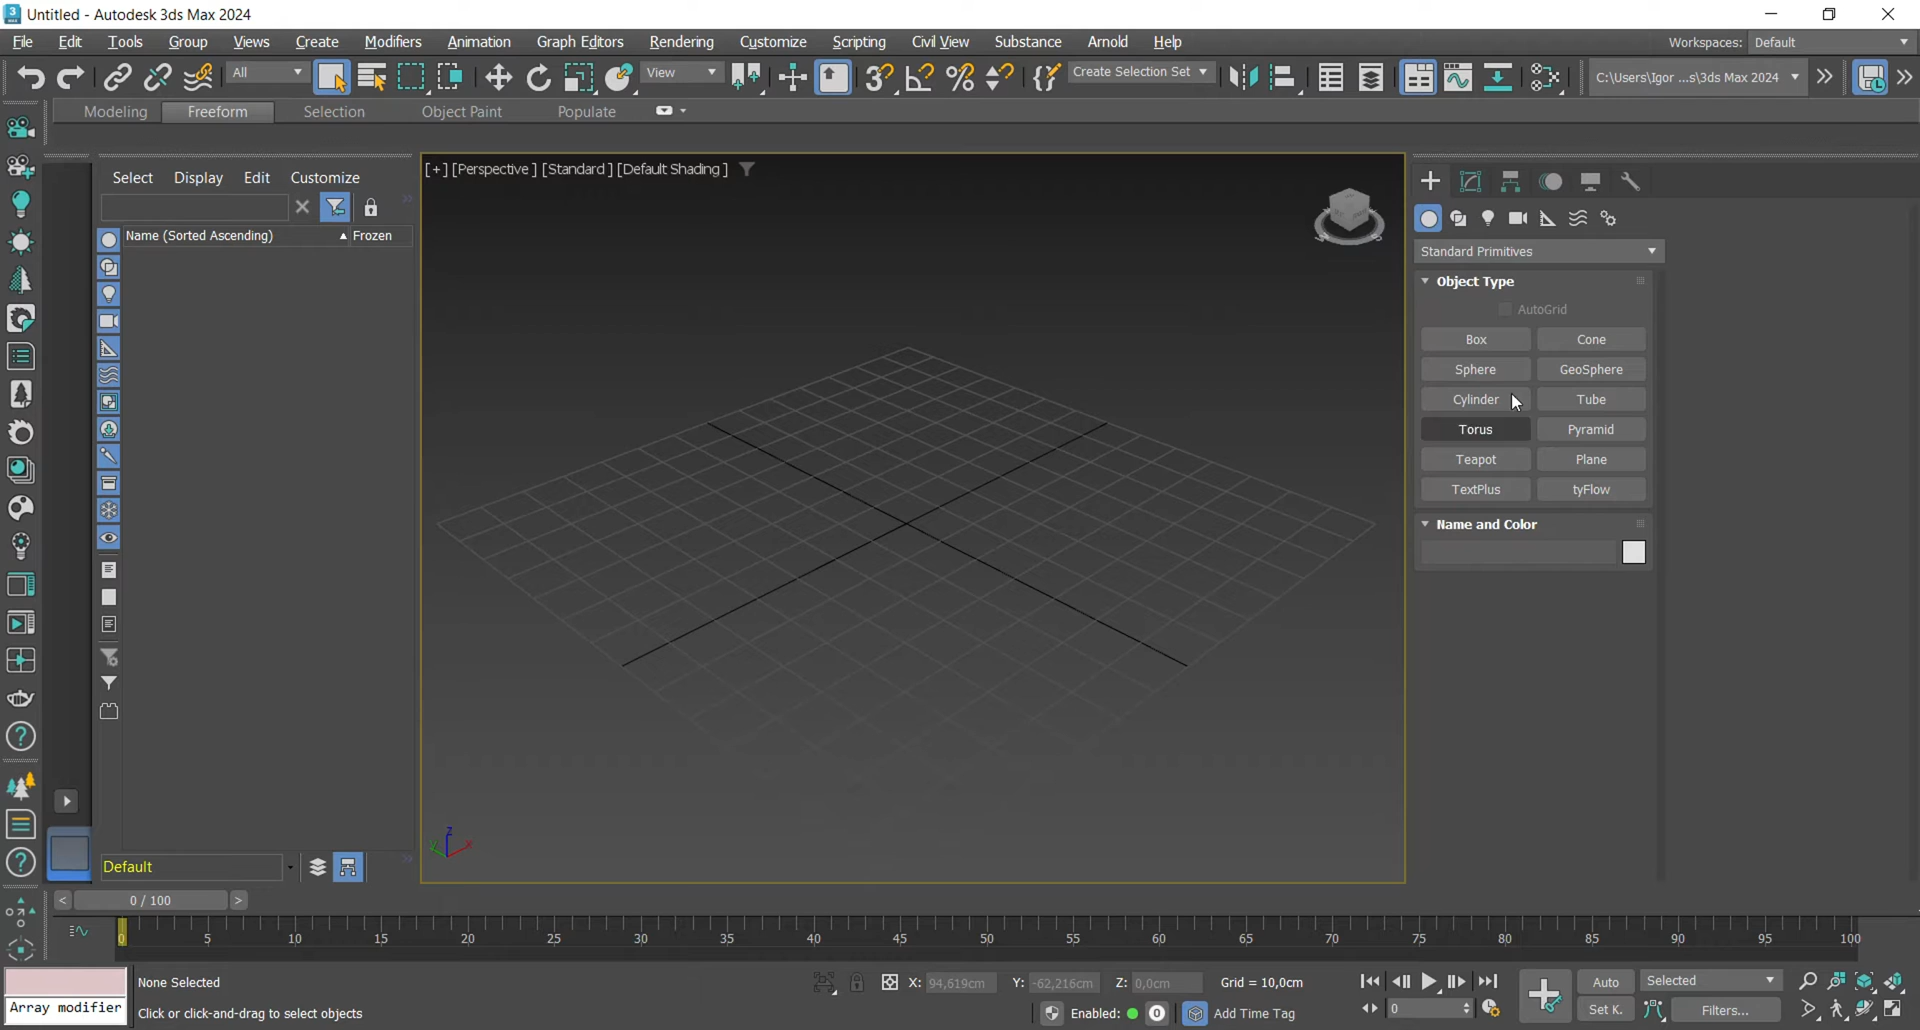 Untitled - Autodesk 3ds Max 2024
File Edit Tools Group Views Create Modifiers Animation Graph Editors Rendering Customize Scripting Civil View Substance Arnold Help Workspaces: Default
All View Create Selection Set C:\Users\Igor ...s\3ds Max 2024
Modeling Freeform Selection Object Paint Populate
Select Display Edit Customize
Name (Sorted Ascending) Frozen
[+] [Perspective ] [Standard ] [Default Shading ]
Standard Primitives
Object Type
AutoGrid
Box Cone
Sphere GeoSphere
Cylinder Tube
Torus Pyramid
Teapot Plane
TextPlus tyFlow
Name and Color
z
y x
Default
< 0 / 100 >
0 5 10 15 20 25 30 35 40 45 50 55 60 65 70 75 80 85 90 95 100
None Selected X: 94,619cm Y: -62,216cm Z: 0,0cm Grid = 10,0cm Auto Selected
Array modifier Click or click-and-drag to select objects Enabled: 0 Add Time Tag 0 Set K. Filters...